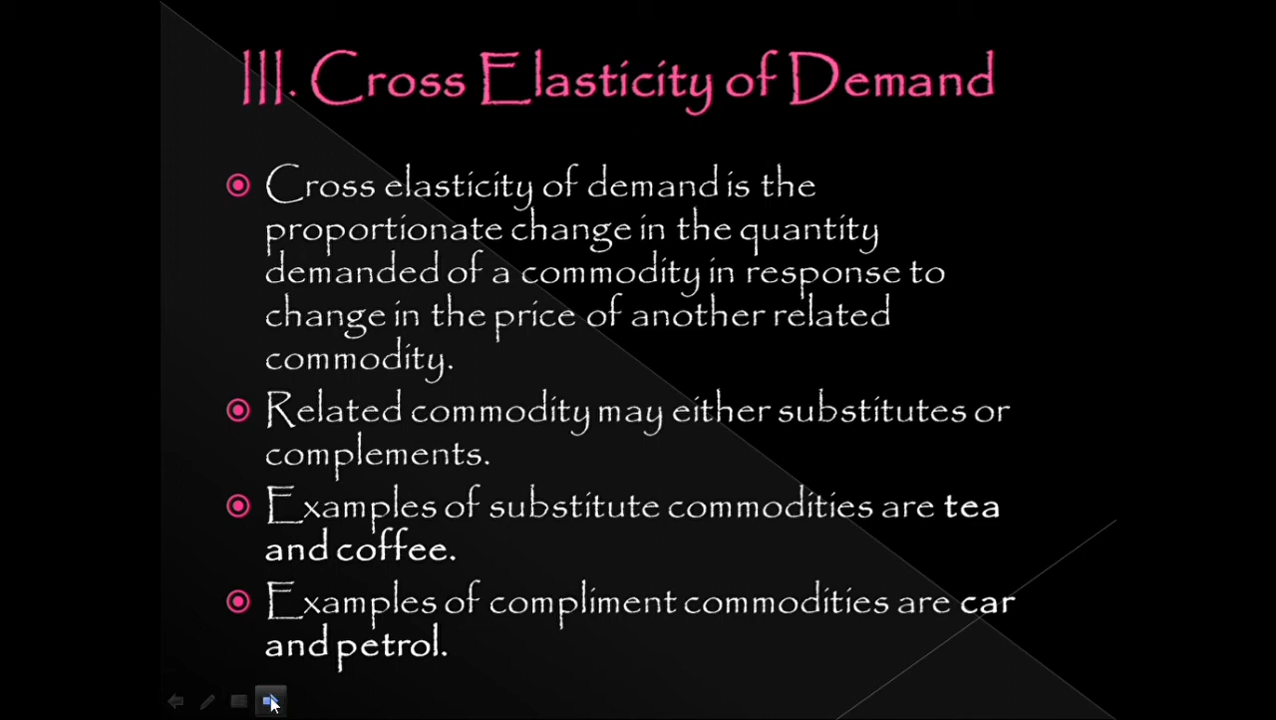 III. Cross Elasticity of Demand
Cross elasticity of demand is the
proportionate change in the quantity
demanded of a commodity in response to
change in the price of another related
commodity.
Related commodity may either substitutes or
complements.
Examples of substitute commodities are tea
and coffee.
Examples of compliment commodities are car
and petrol.